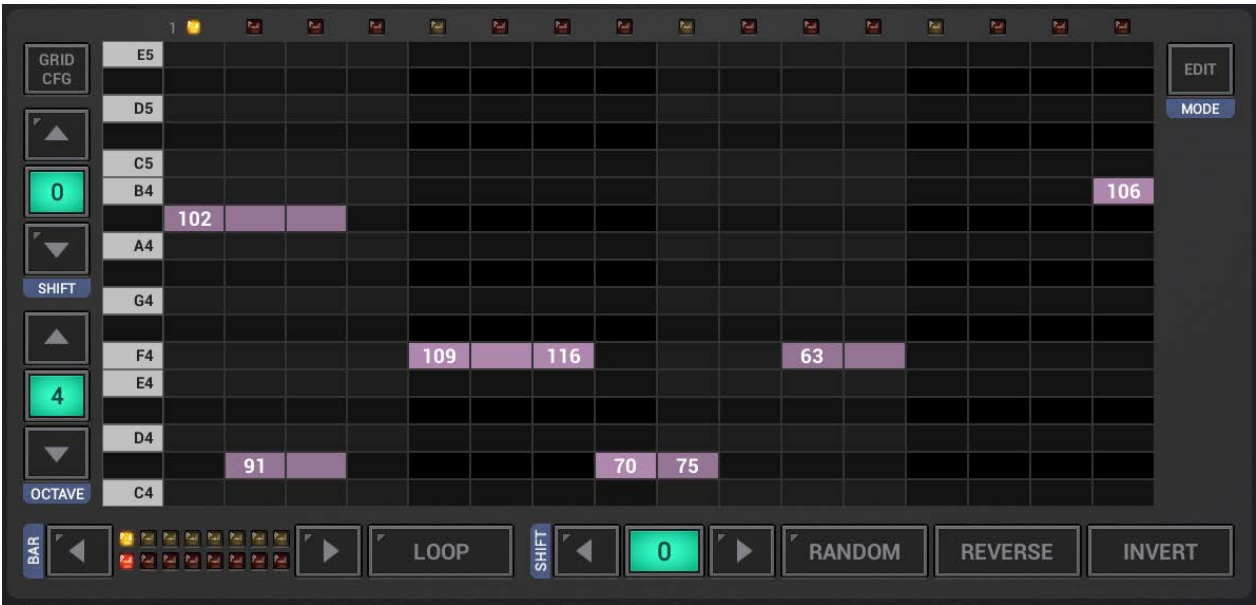 1
GRID
CFG
E5
EDIT
D5
MODE
C5
0
B4
106
102
A4
SHIFT
G4
F4
109
116
63
4
E4
D4
91
70
75
OCTAVE
C4
BAR
LOOP
SHIFT
0
RANDOM
REVERSE
INVERT